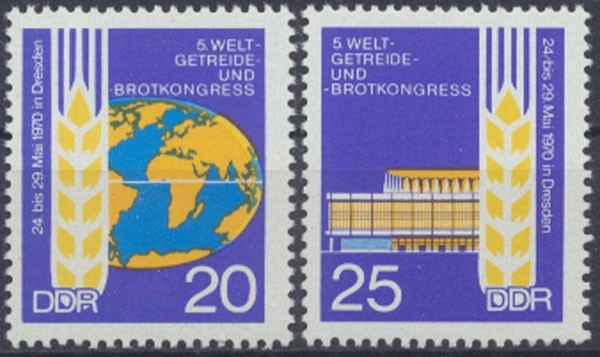 24. bis 29. Mai 1970 in Dresden
5. WELT-
GETREIDE-
UND
-BROTKONGRESS
DDR
20
5. WELT-
GETREIDE-
UND
-BROTKONGRESS
24. bis 29. Mai 1970 in Dresden
25
DDR